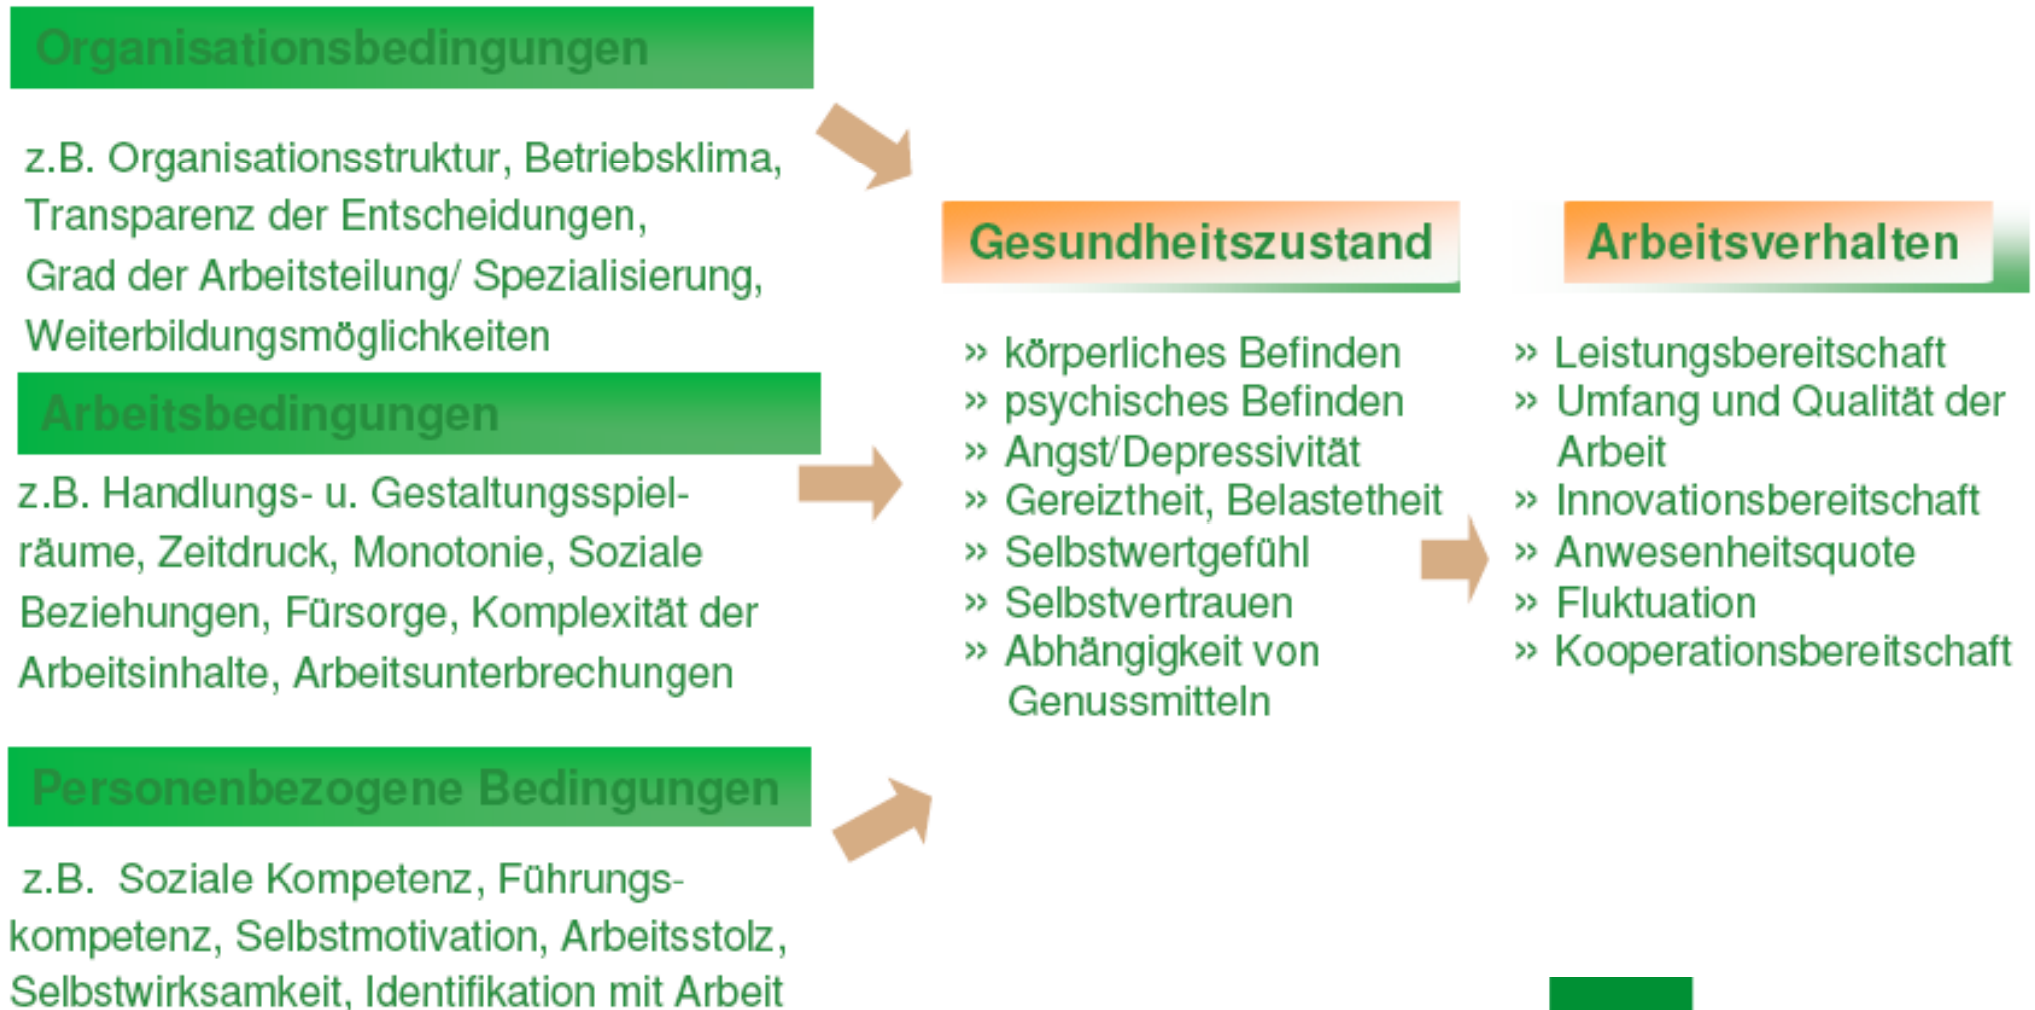 Organisationsbedingungen
z.B. Organisationsstruktur, Betriebsklima,
Transparenz der Entscheidungen,
Grad der Arbeitsteilung/ Spezialisierung,
Weiterbildungsmöglichkeiten
Arbeitsbedingungen
z.B. Handlungs- u. Gestaltungsspiel-
räume, Zeitdruck, Monotonie, Soziale
Beziehungen, Fürsorge, Komplexität der
Arbeitsinhalte, Arbeitsunterbrechungen
Personenbezogene Bedingungen
z.B. Soziale Kompetenz, Führungs-
kompetenz, Selbstmotivation, Arbeitsstolz,
Selbstwirksamkeit, Identifikation mit Arbeit
Gesundheitszustand
» körperliches Befinden
» psychisches Befinden
» Angst/Depressivität
» Gereiztheit, Belastetheit
» Selbstwertgefühl
» Selbstvertrauen
» Abhängigkeit von
Genussmitteln
Arbeitsverhalten
» Leistungsbereitschaft
» Umfang und Qualität der
Arbeit
» Innovationsbereitschaft
» Anwesenheitsquote
» Fluktuation
» Kooperationsbereitschaft